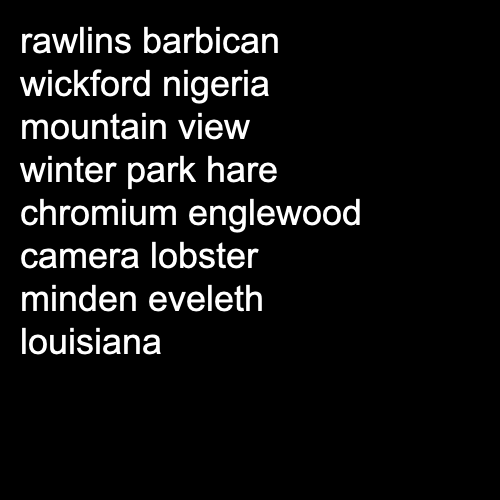 rawlins barbican
wickford nigeria
mountain view
winter park hare
chromium englewood
camera lobster
minden eveleth
louisiana